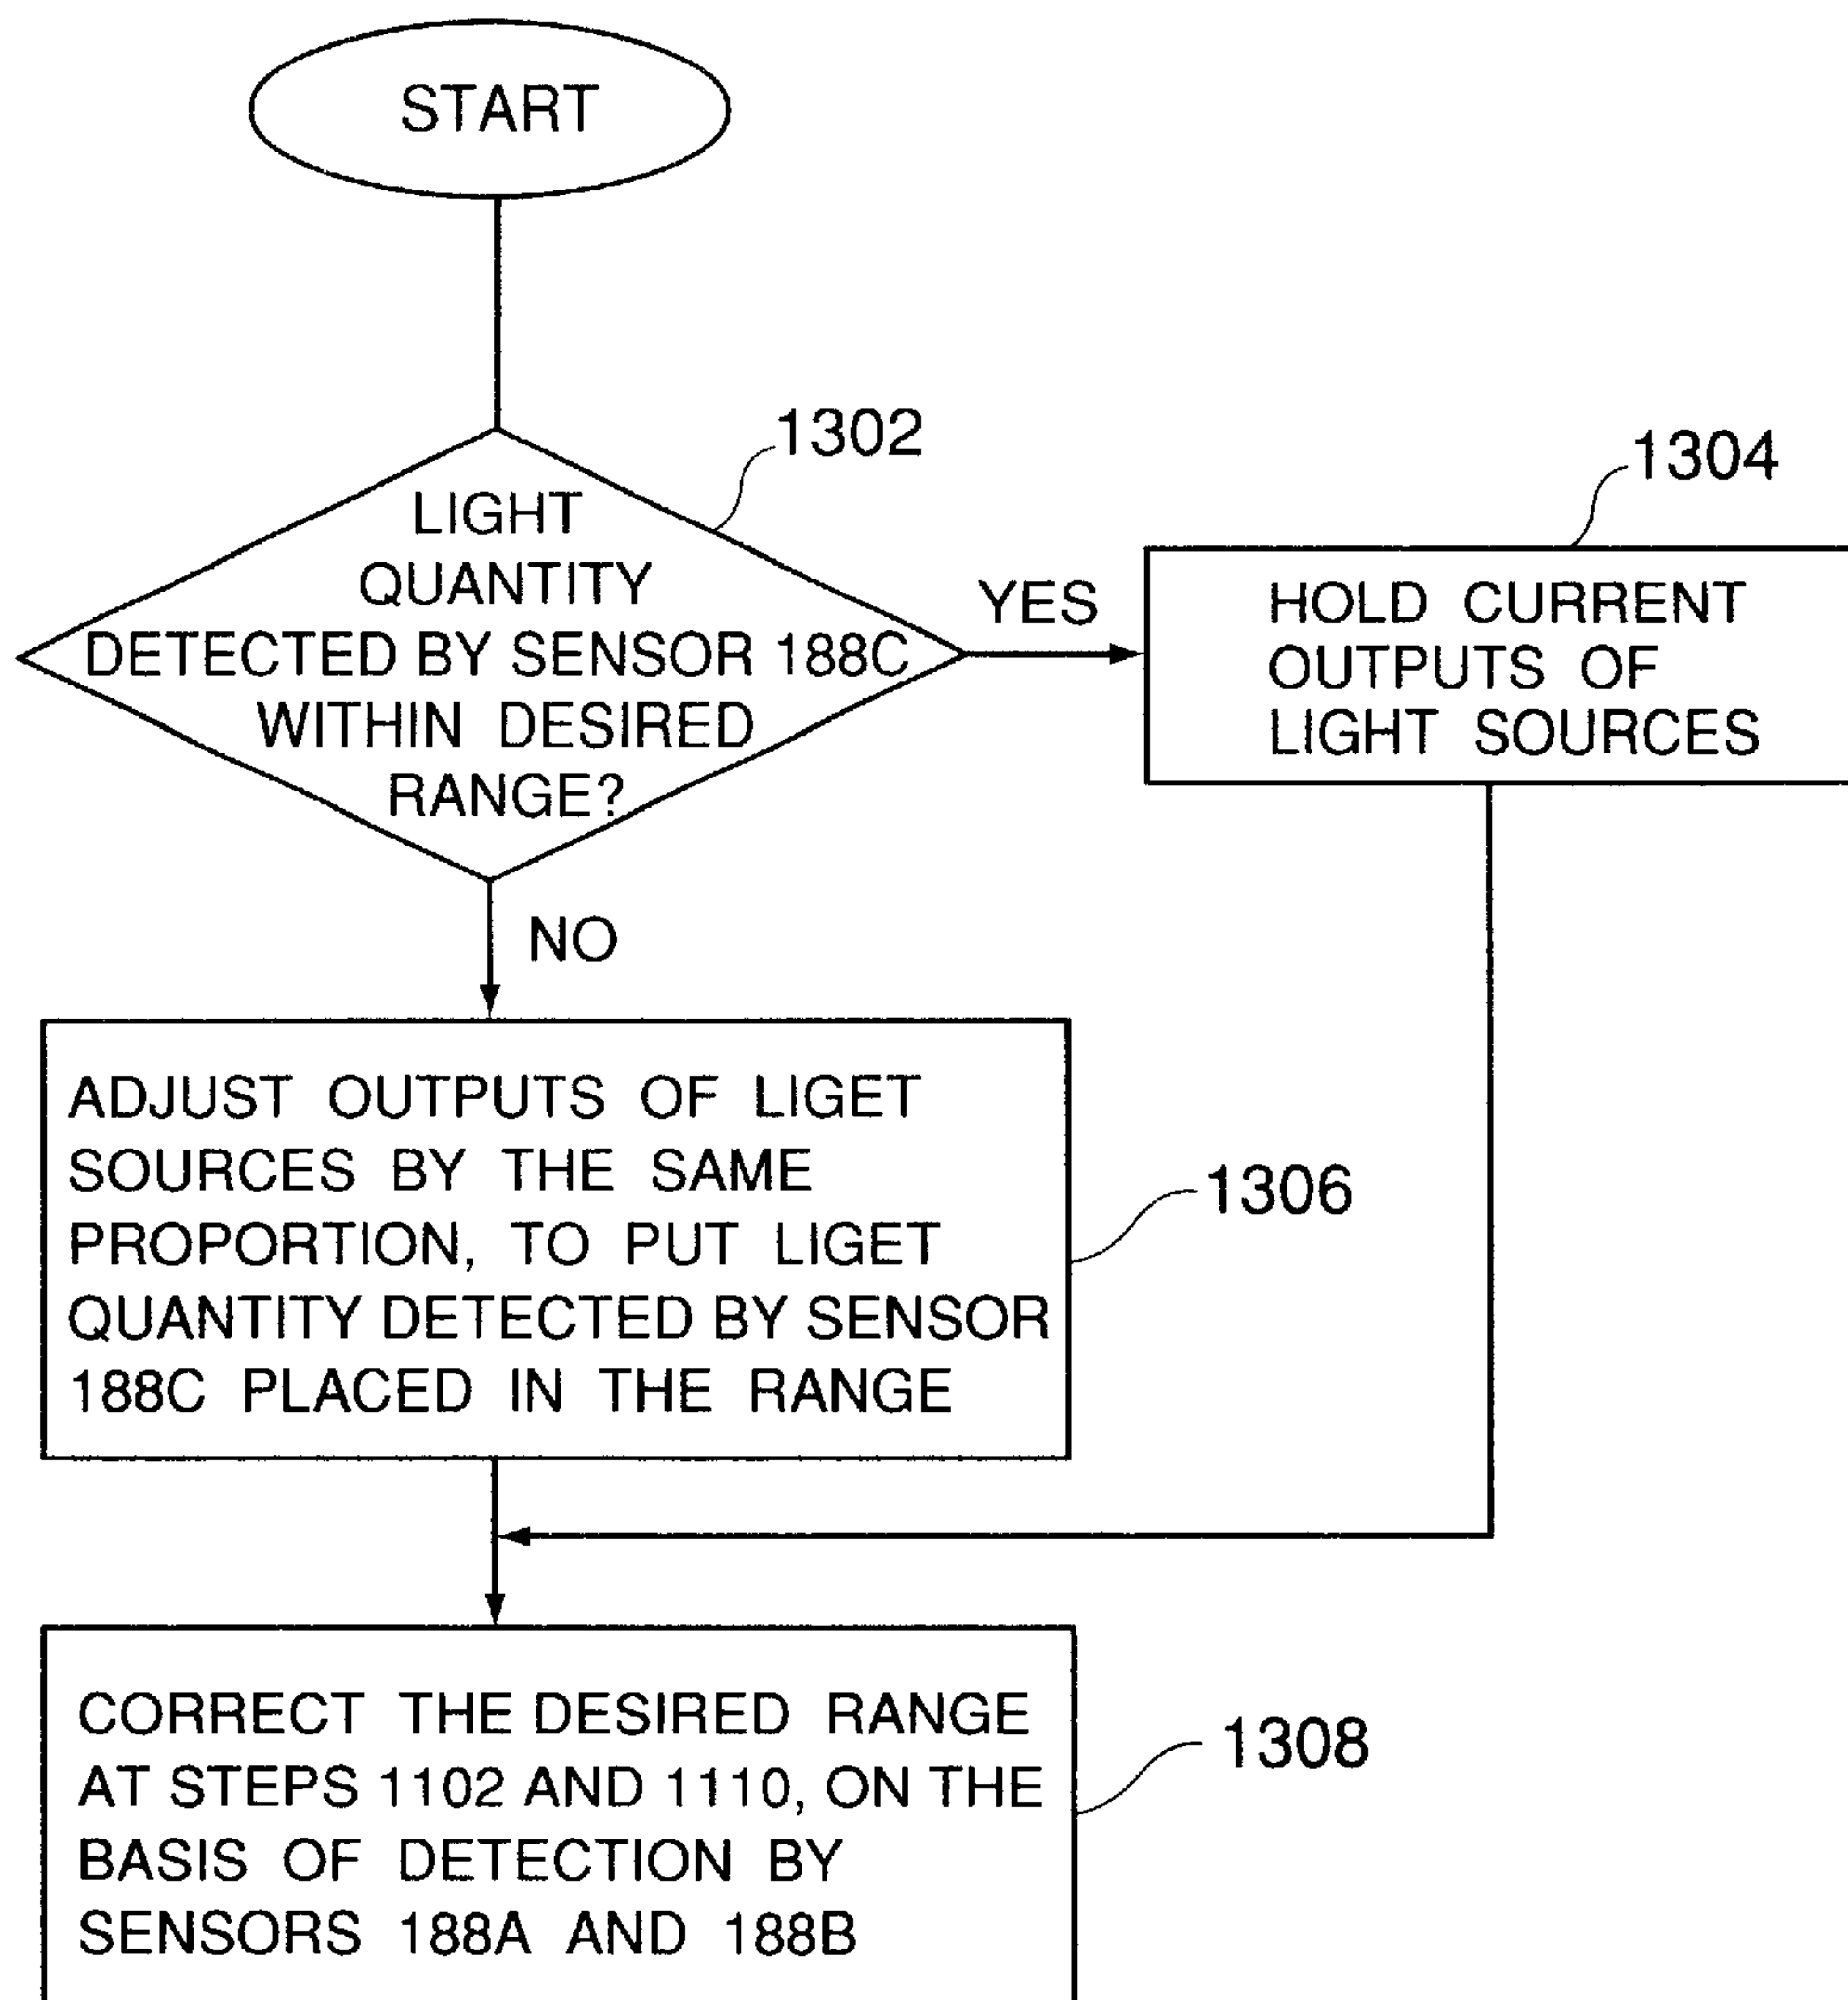 START
1302
LIGHT
QUANTITY
DETECTED BY SENSOR 188C
WITHIN DESIRED
RANGE?
YES
1304
HOLD CURRENT
OUTPUTS OF
LIGHT SOURCES
NO
ADJUST OUTPUTS OF LIGET
SOURCES BY THE SAME
PROPORTION, TO PUT LIGET
QUANTITY DETECTED BY SENSOR
188C PLACED IN THE RANGE
1306
CORRECT THE DESIRED RANGE
AT STEPS 1102 AND 1110, ON THE
BASIS OF DETECTION BY
SENSORS 188A AND 188B
1308